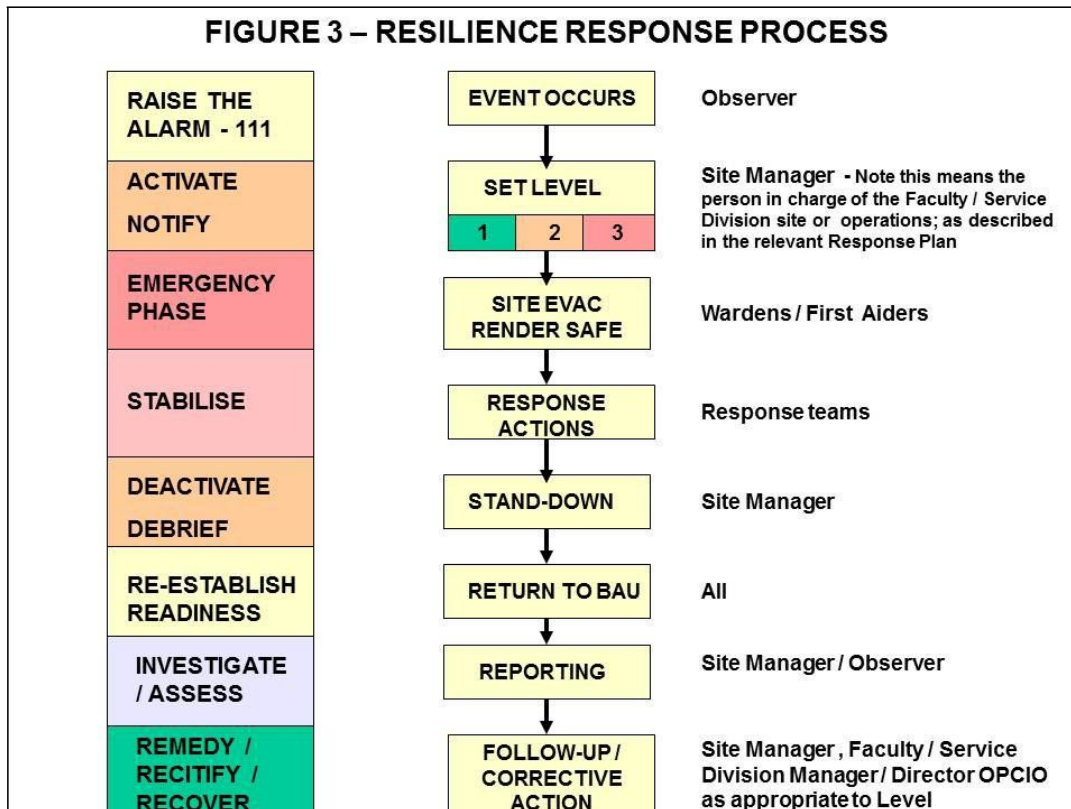 FIGURE 3 – RESILIENCE RESPONSE PROCESS
RAISE THE
ALARM - 111
EVENT OCCURS
Observer
ACTIVATE
NOTIFY
SET LEVEL
1 2 3
Site Manager - Note this means the
person in charge of the Faculty / Service
Division site or operations; as described
in the relevant Response Plan
EMERGENCY
PHASE
SITE EVAC
RENDER SAFE
Wardens / First Aiders
STABILISE
RESPONSE
ACTIONS
Response teams
DEACTIVATE
DEBRIEF
STAND-DOWN
Site Manager
RE-ESTABLISH
READINESS
RETURN TO BAU
All
INVESTIGATE
/ ASSESS
REPORTING
Site Manager / Observer
REMEDY /
RECITIFY /
RECOVER
FOLLOW-UP /
CORRECTIVE
ACTION
Site Manager , Faculty / Service
Division Manager / Director OPCIO
as appropriate to Level